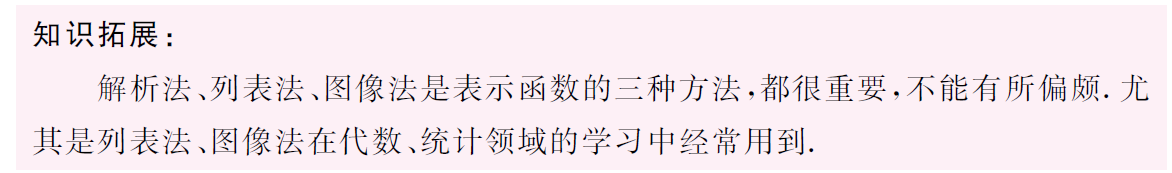 知识拓展:
解析法、列表法、图像法是表示函数的三种方法,都很重要,不能有所偏颇.尤
其是列表法、图像法在代数、统计领域的学习中经常用到.